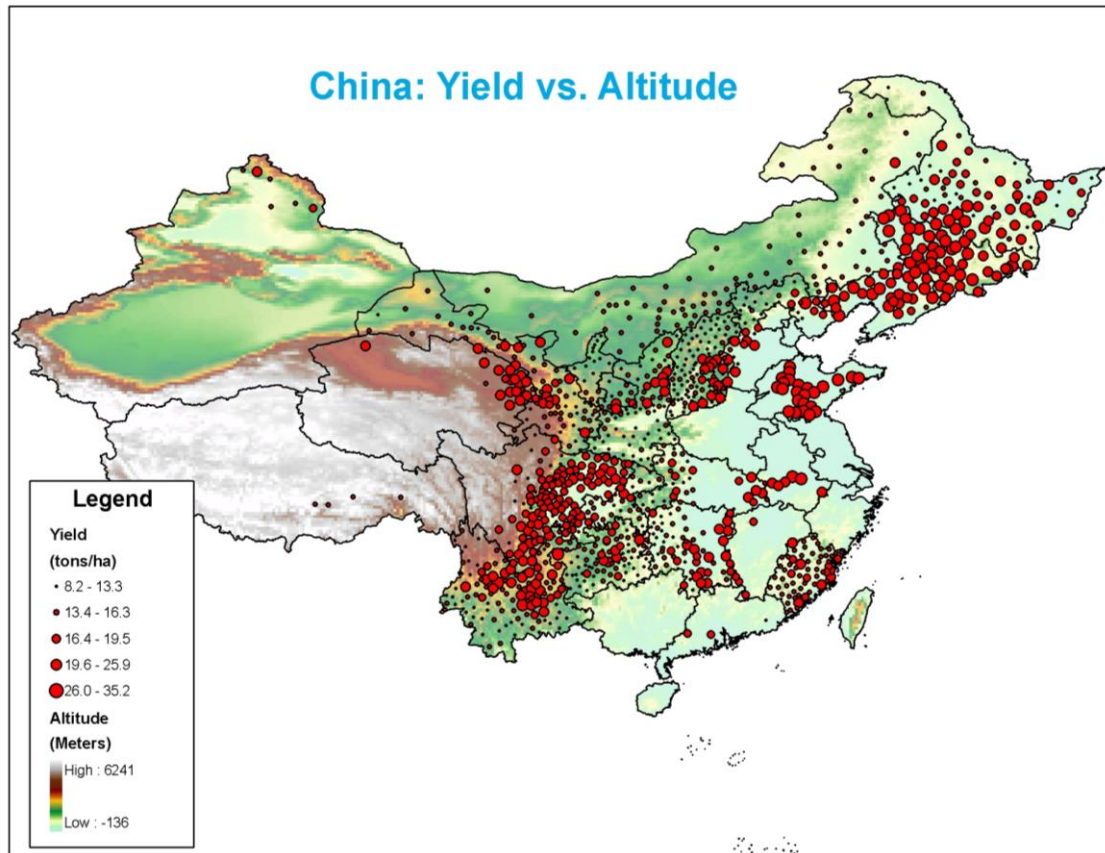 China: Yield vs. Altitude
Legend
Yield
(tons/ha)
8.2 - 13.3
13.4 - 16.3
16.4 - 19.5
19.6 - 25.9
26.0 - 35.2
Altitude
(Meters)
High : 6241
Low : -136